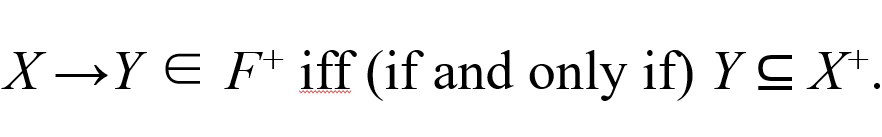 X → Y ∈ F⁺ iff (if and only if) Y ⊆ X⁺.